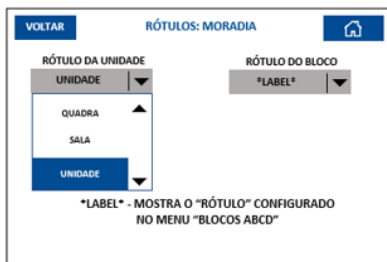 VOLTAR RÓTULOS: MORADIA
RÓTULO DA UNIDADE RÓTULO DO BLOCO
UNIDADE *LABEL*
QUADRA
SALA
UNIDADE
*LABEL* - MOSTRA O "RÓTULO" CONFIGURADO
NO MENU "BLOCOS ABCD"